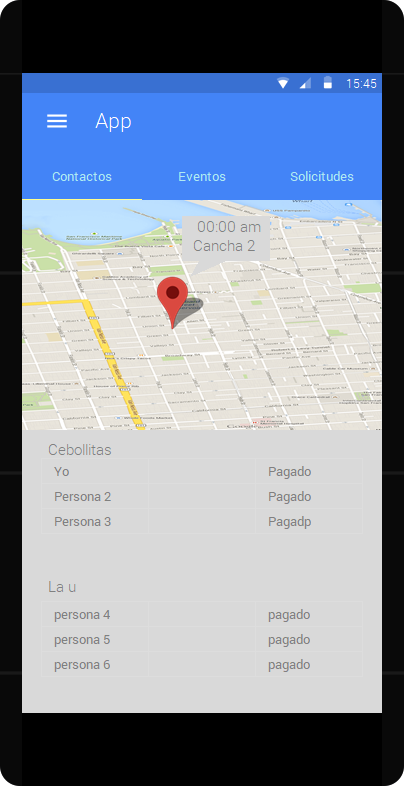 15:45
App
Contactos Eventos Solicitudes
00:00 am
Cancha 2
Cebollitas
Yo Pagado
Persona 2 Pagado
Persona 3 Pagadp
La u
persona 4 pagado
persona 5 pagado
persona 6 pagado